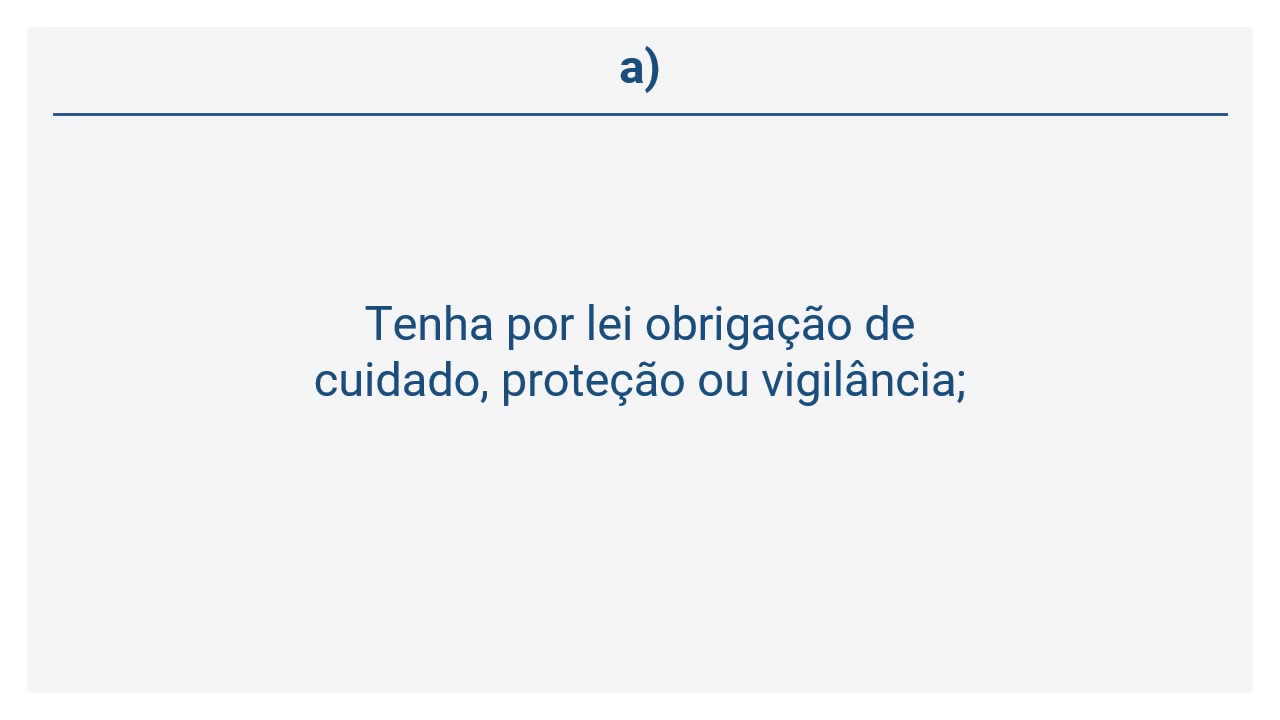 a)
Tenha por lei obrigação de
cuidado, proteção ou vigilância;